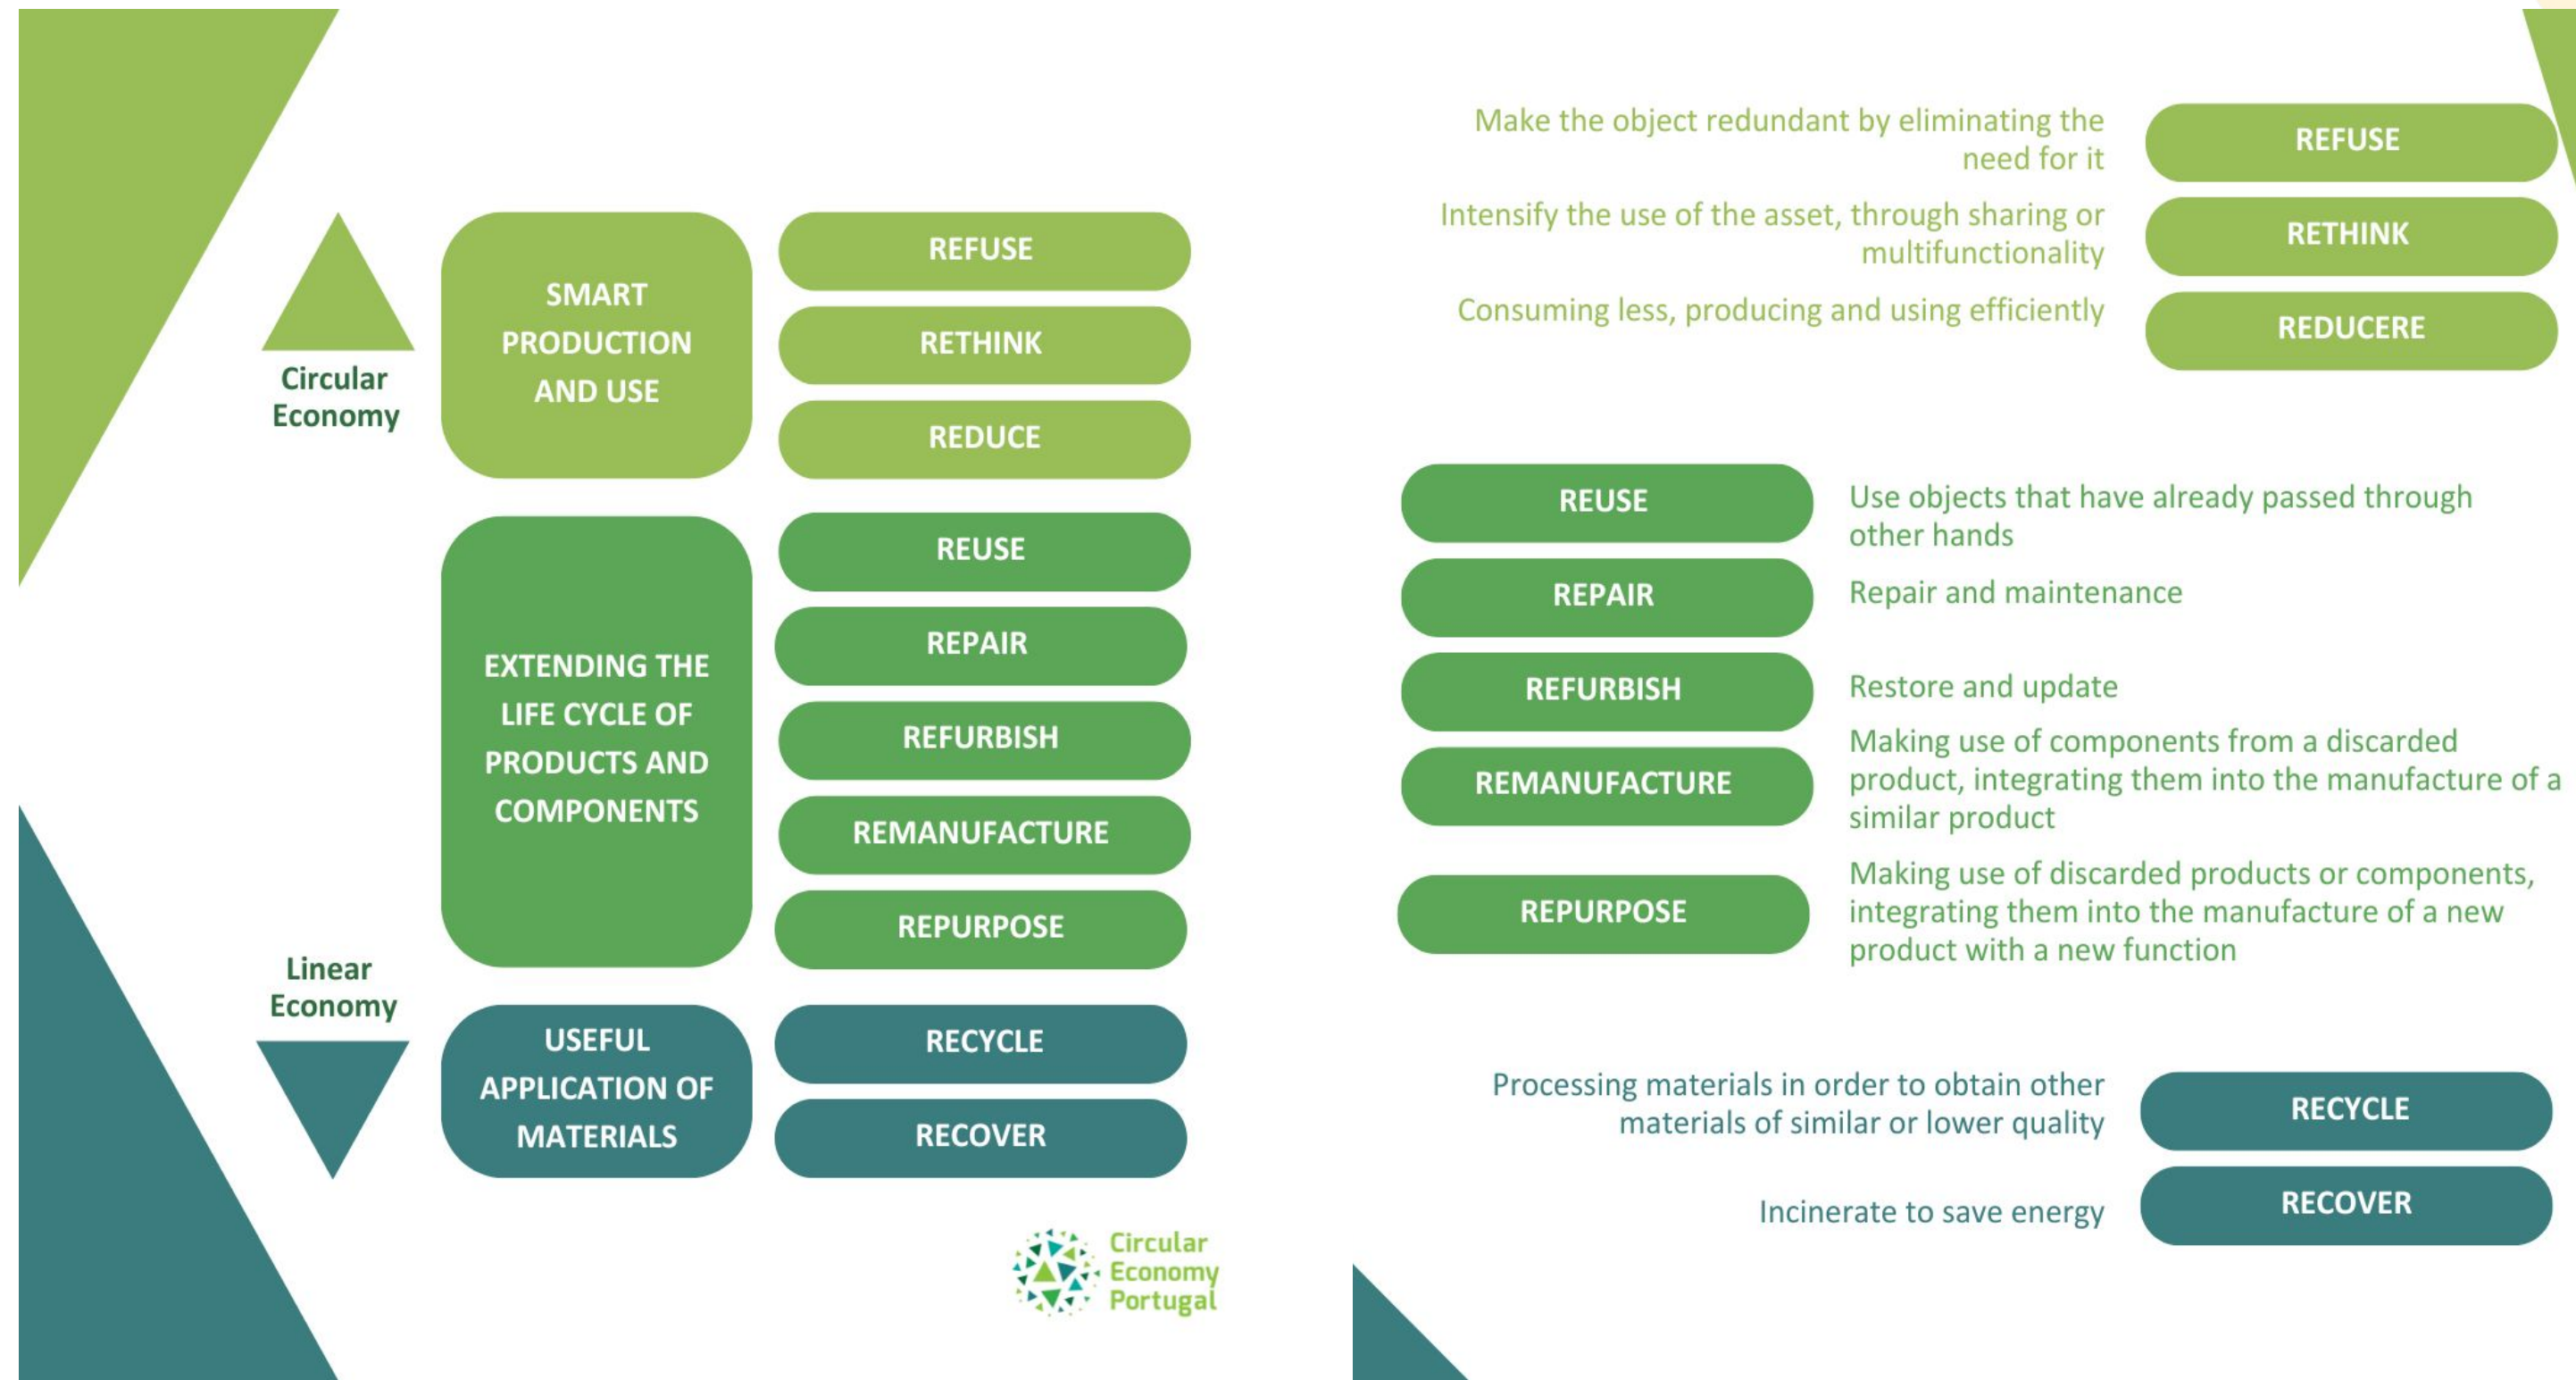 Circular
Economy
SMART
PRODUCTION
AND USE
REFUSE
RETHINK
REDUCE
EXTENDING THE
LIFE CYCLE OF
PRODUCTS AND
COMPONENTS
REUSE
REPAIR
REFURBISH
REMANUFACTURE
REPURPOSE
Linear
Economy
USEFUL
APPLICATION OF
MATERIALS
RECYCLE
RECOVER
Circular
Economy
Portugal
Make the object redundant by eliminating the
need for it
REFUSE
Intensify the use of the asset, through sharing or
multifunctionality
RETHINK
Consuming less, producing and using efficiently
REDUCERE
REUSE
Use objects that have already passed through
other hands
REPAIR
Repair and maintenance
REFURBISH
Restore and update
REMANUFACTURE
Making use of components from a discarded
product, integrating them into the manufacture of a
similar product
REPURPOSE
Making use of discarded products or components,
integrating them into the manufacture of a new
product with a new function
Processing materials in order to obtain other
materials of similar or lower quality
RECYCLE
Incinerate to save energy
RECOVER